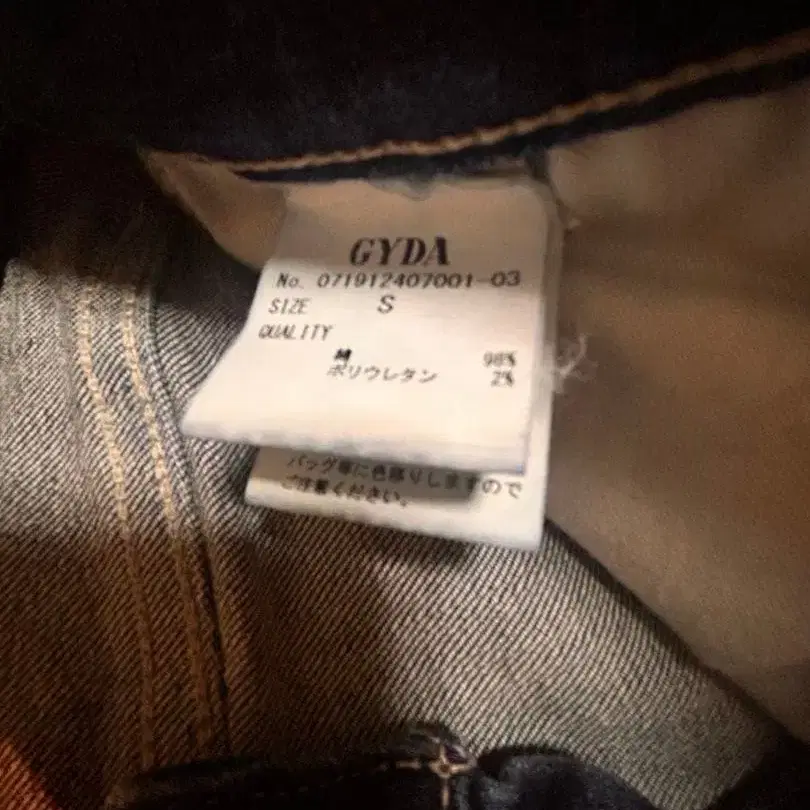 GYDA
No. 071912407001-03
SIZE S
QUALITY
綿 98%
ポリウレタン 2%
バッグ等に色移りしますので
ご注意ください。